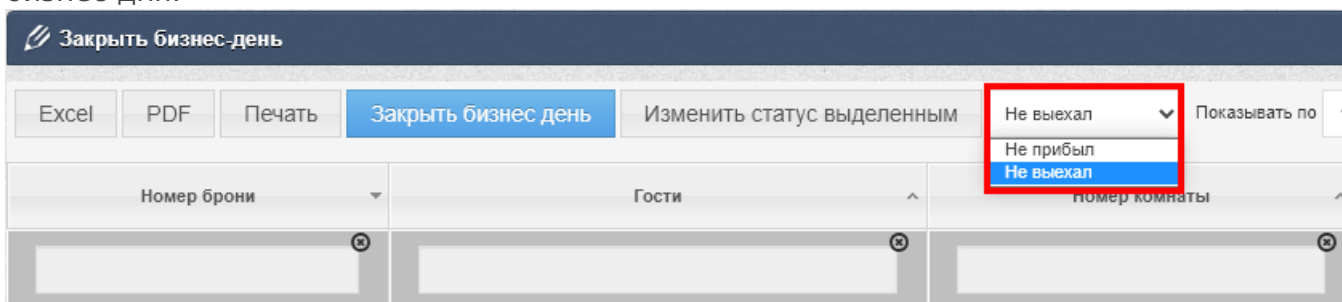 Закрыть бизнес-день
Excel PDF Печать Закрыть бизнес день Изменить статус выделенным Не выехал Показывать по
Не прибыл
Не выехал
Номер брони Гости Номер комнаты